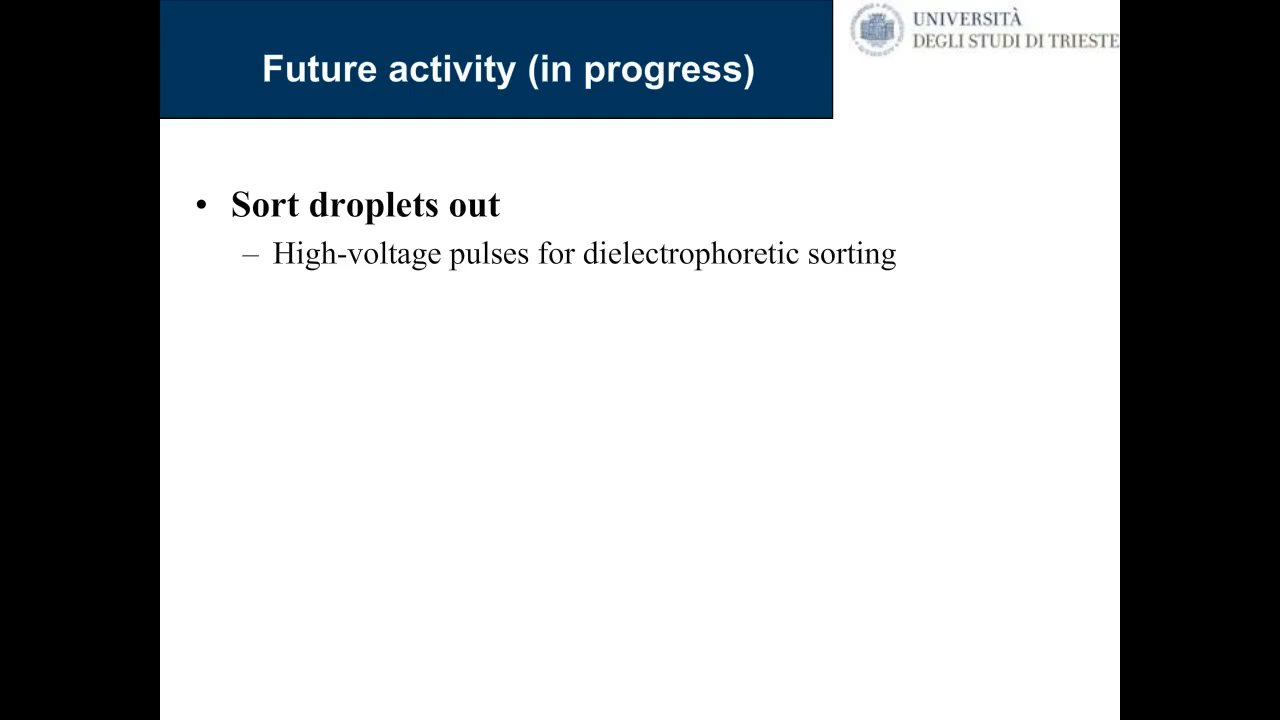 UNIVERSITÀ
DEGLI STUDI DI TRIESTE
Future activity (in progress)
• Sort droplets out
– High-voltage pulses for dielectrophoretic sorting